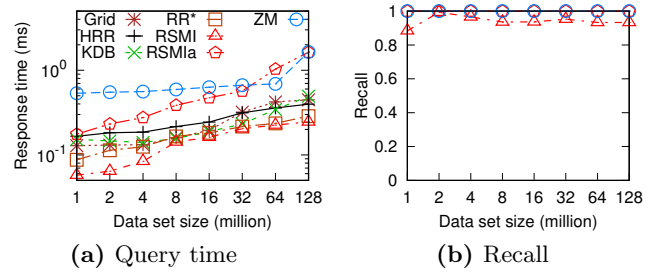 Grid RR* ZM
HRR RSMI
KDB RSMIa
Response time (ms)
10^0
10^-1
1 2 4 8 16 32 64 128
Data set size (million)
(a) Query time
Recall
1
0.8
0.6
0.4
0.2
0
1 2 4 8 16 32 64 128
Data set size (million)
(b) Recall